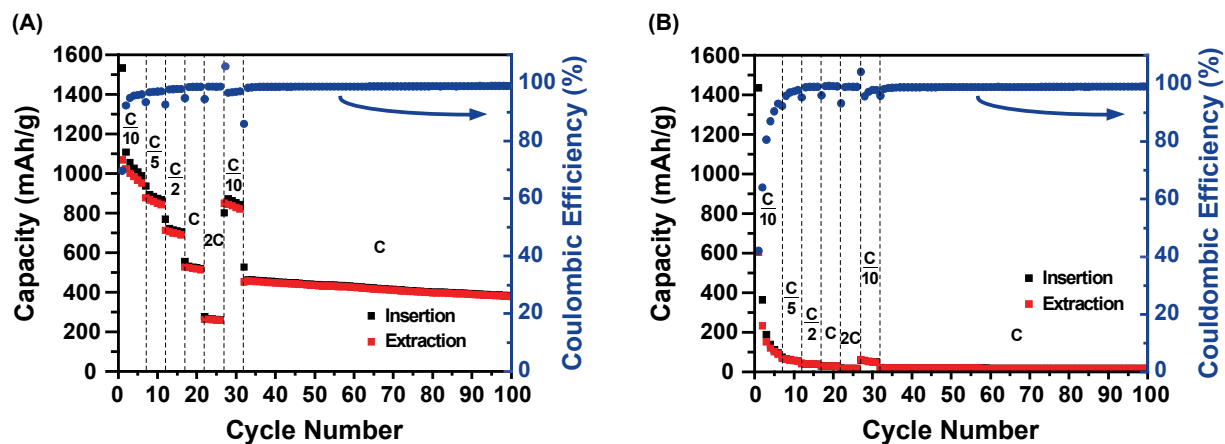 (A)
1600
1400
1200
1000
800
600
400
200
0
Capacity (mAh/g)
0 10 20 30 40 50 60 70 80 90 100
Cycle Number
100
80
60
40
20
0
Coulombic Efficiency (%)
C/10
C/5
C/2
C
2C
C/10
C
Insertion
Extraction
(B)
1600
1400
1200
1000
800
600
400
200
0
Capacity (mAh/g)
0 10 20 30 40 50 60 70 80 90 100
Cycle Number
100
80
60
40
20
0
Couldombic Efficiency (%)
C/10
C/5
C/2
C
2C
C/10
C
Insertion
Extraction